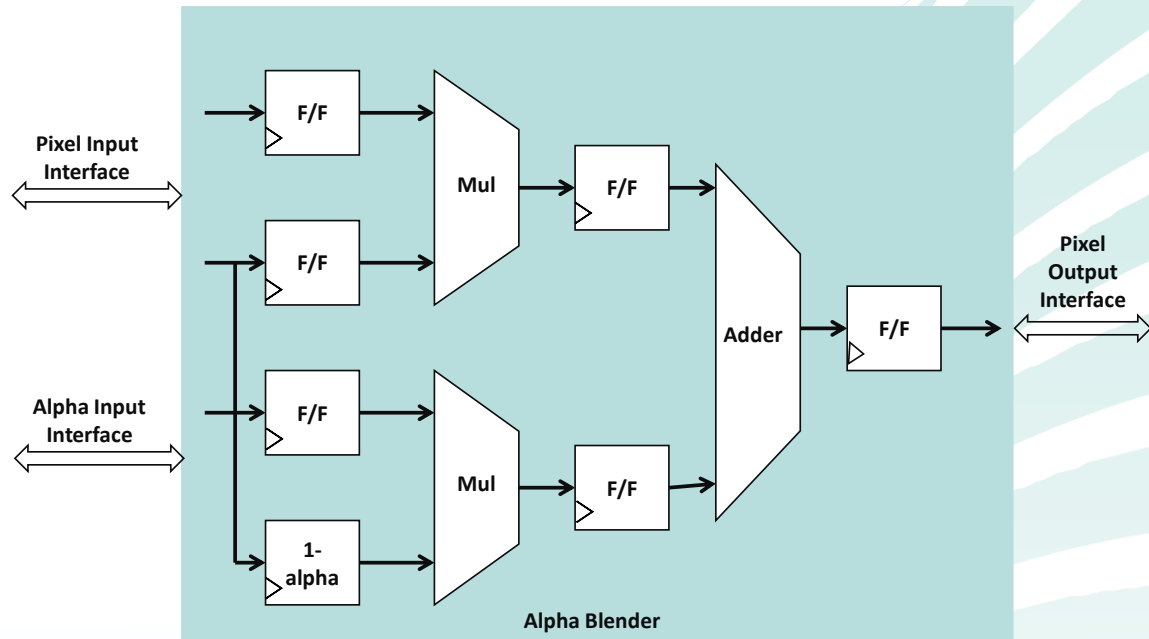 Pixel Input
Interface
Alpha Input
Interface
F/F
F/F
F/F
1-
alpha
Mul
Mul
F/F
F/F
Adder
F/F
Pixel
Output
Interface
Alpha Blender